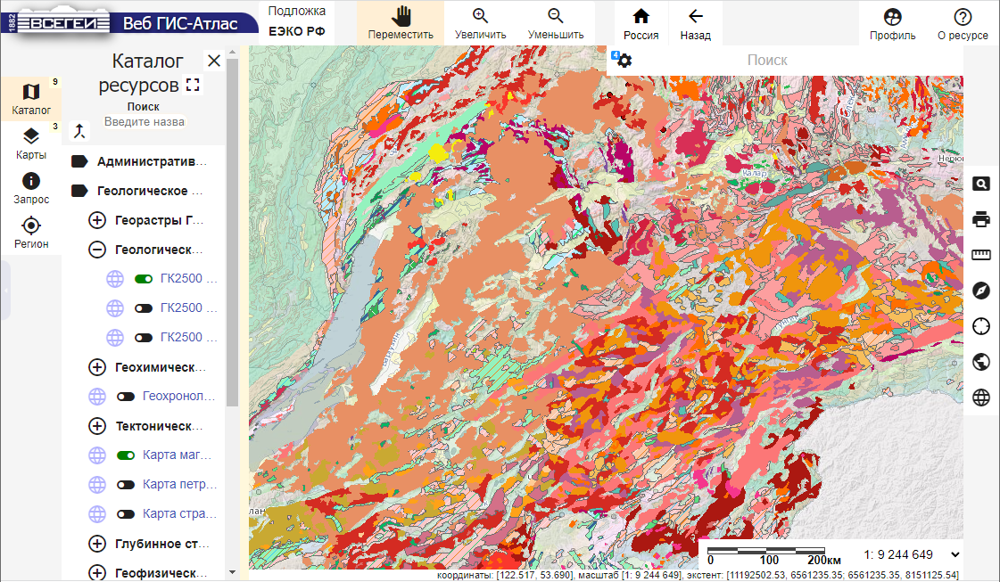 1882
ВСЕГЕИ
Веб ГИС-Атлас
Подложка
ЕЭКО РФ
Переместить
Увеличить
Уменьшить
Россия
Назад
Профиль
О ресурсе
9
Каталог
3
Карты
Запрос
Регион
Каталог
ресурсов
Поиск
Введите назва
Административ...
Геологическое ...
Георастры Г...
Геологическ...
ГК2500 ...
ГК2500 ...
ГК2500 ...
Геохимическ...
Геохронол...
Тектоническ...
Карта маг...
Карта петр...
Карта стра...
Глубинное ст...
Геофизическ...
4
Поиск
Калар
Нерюн
лан
0 100 200км
1: 9 244 649
координаты: [122.517, 53.690], масштаб [1: 9 244 649], экстент: [11192502.53, 6561235.35; 6561235.35, 8151125.54]